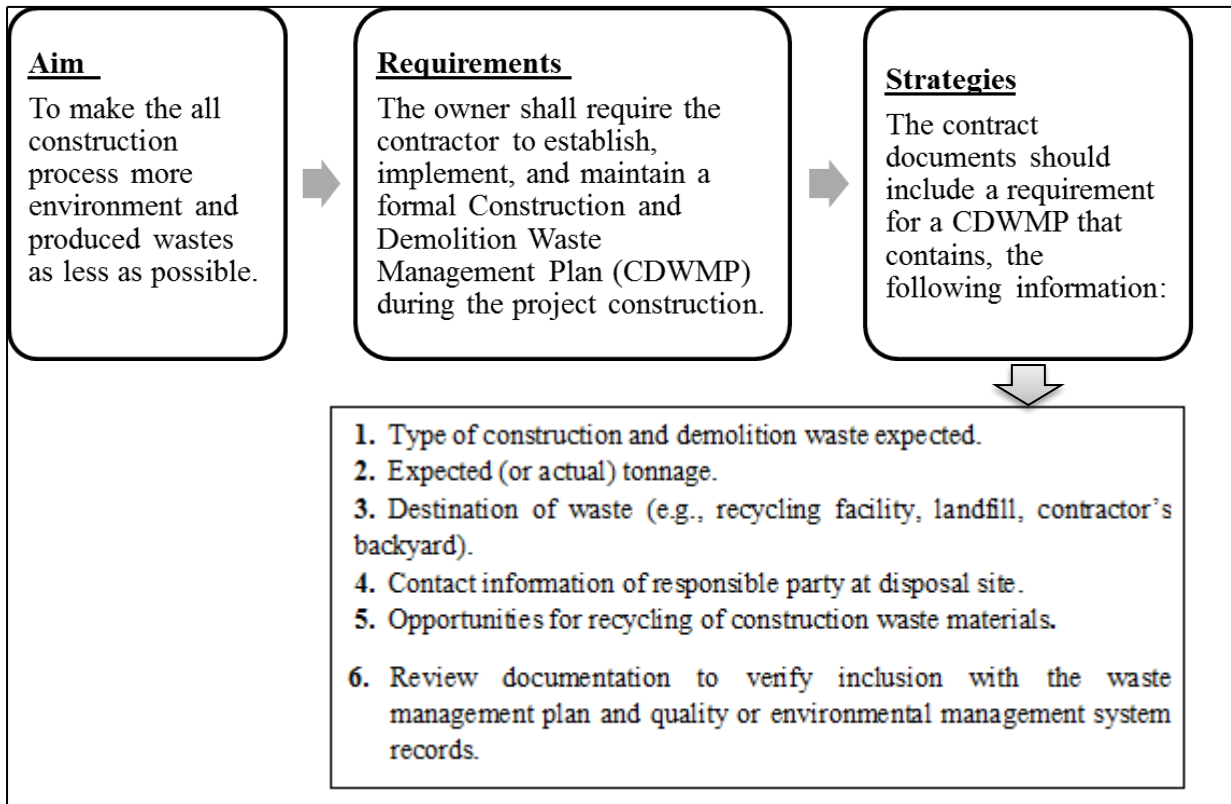 Aim
To make the all
construction
process more
environment and
produced wastes
as less as possible.
Requirements
The owner shall require the
contractor to establish,
implement, and maintain a
formal Construction and
Demolition Waste
Management Plan (CDWMP)
during the project construction.
Strategies
The contract
documents should
include a requirement
for a CDWMP that
contains, the
following information:
1. Type of construction and demolition waste expected.
2. Expected (or actual) tonnage.
3. Destination of waste (e.g., recycling facility, landfill, contractor’s
backyard).
4. Contact information of responsible party at disposal site.
5. Opportunities for recycling of construction waste materials.
6. Review documentation to verify inclusion with the waste
management plan and quality or environmental management system
records.